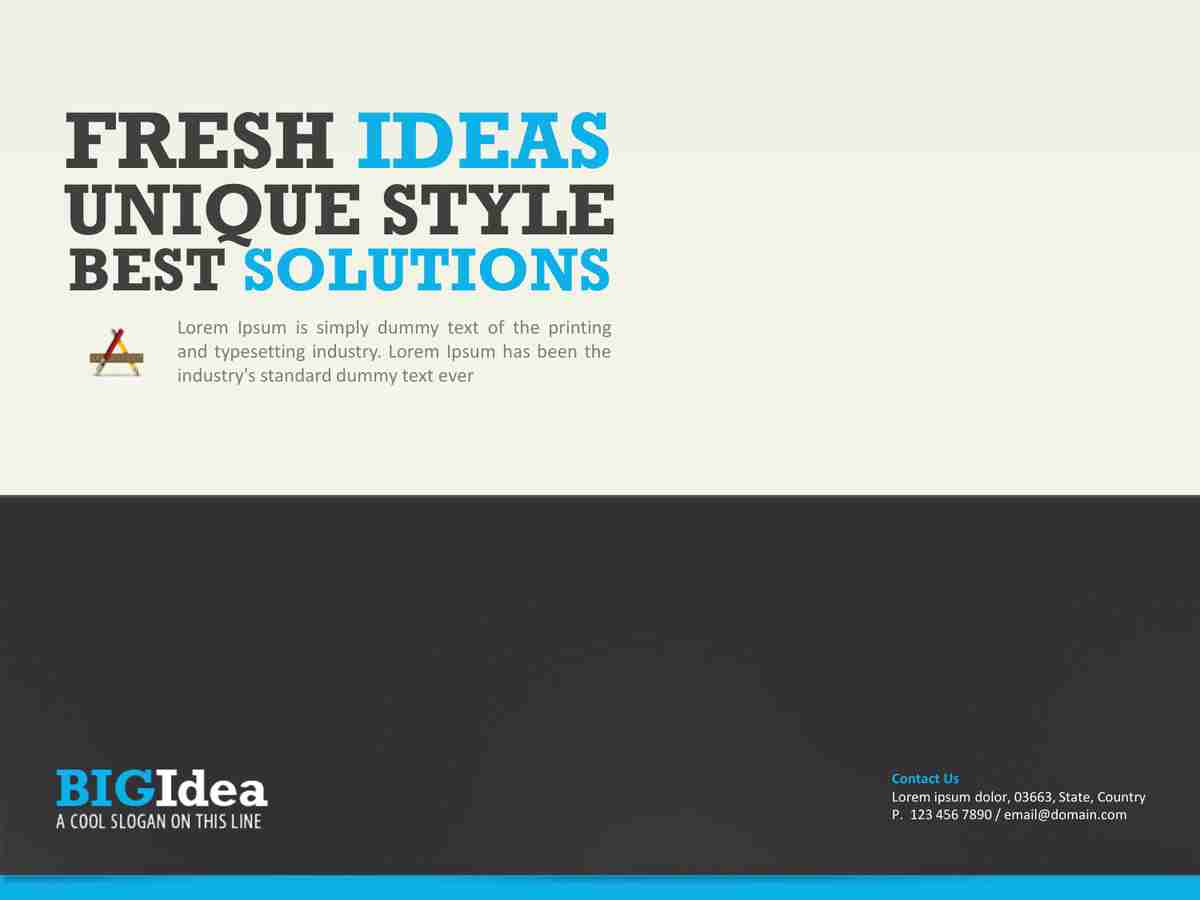 FRESH IDEAS
UNIQUE STYLE
BEST SOLUTIONS
Lorem Ipsum is simply dummy text of the printing
and typesetting industry. Lorem Ipsum has been the
industry's standard dummy text ever
BIGIdea
A COOL SLOGAN ON THIS LINE
Contact Us
Lorem ipsum dolor, 03663, State, Country
P. 123 456 7890 / email@domain.com